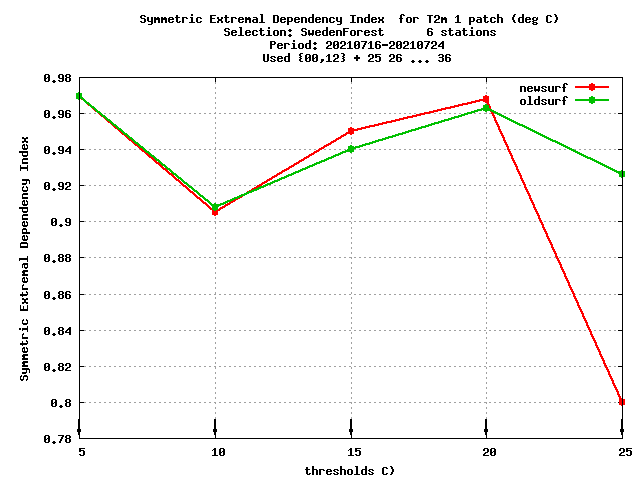 Symmetric Extremal Dependency Index  for T2m 1 patch (deg C)
Selection: SwedenForest      6 stations
Period: 20210716-20210724
Used {00,12} + 25 26 ... 36
newsurf
oldsurf
Symmetric Extremal Dependency Index
0.98
0.96
0.94
0.92
0.9
0.88
0.86
0.84
0.82
0.8
0.78
5 10 15 20 25
thresholds C)